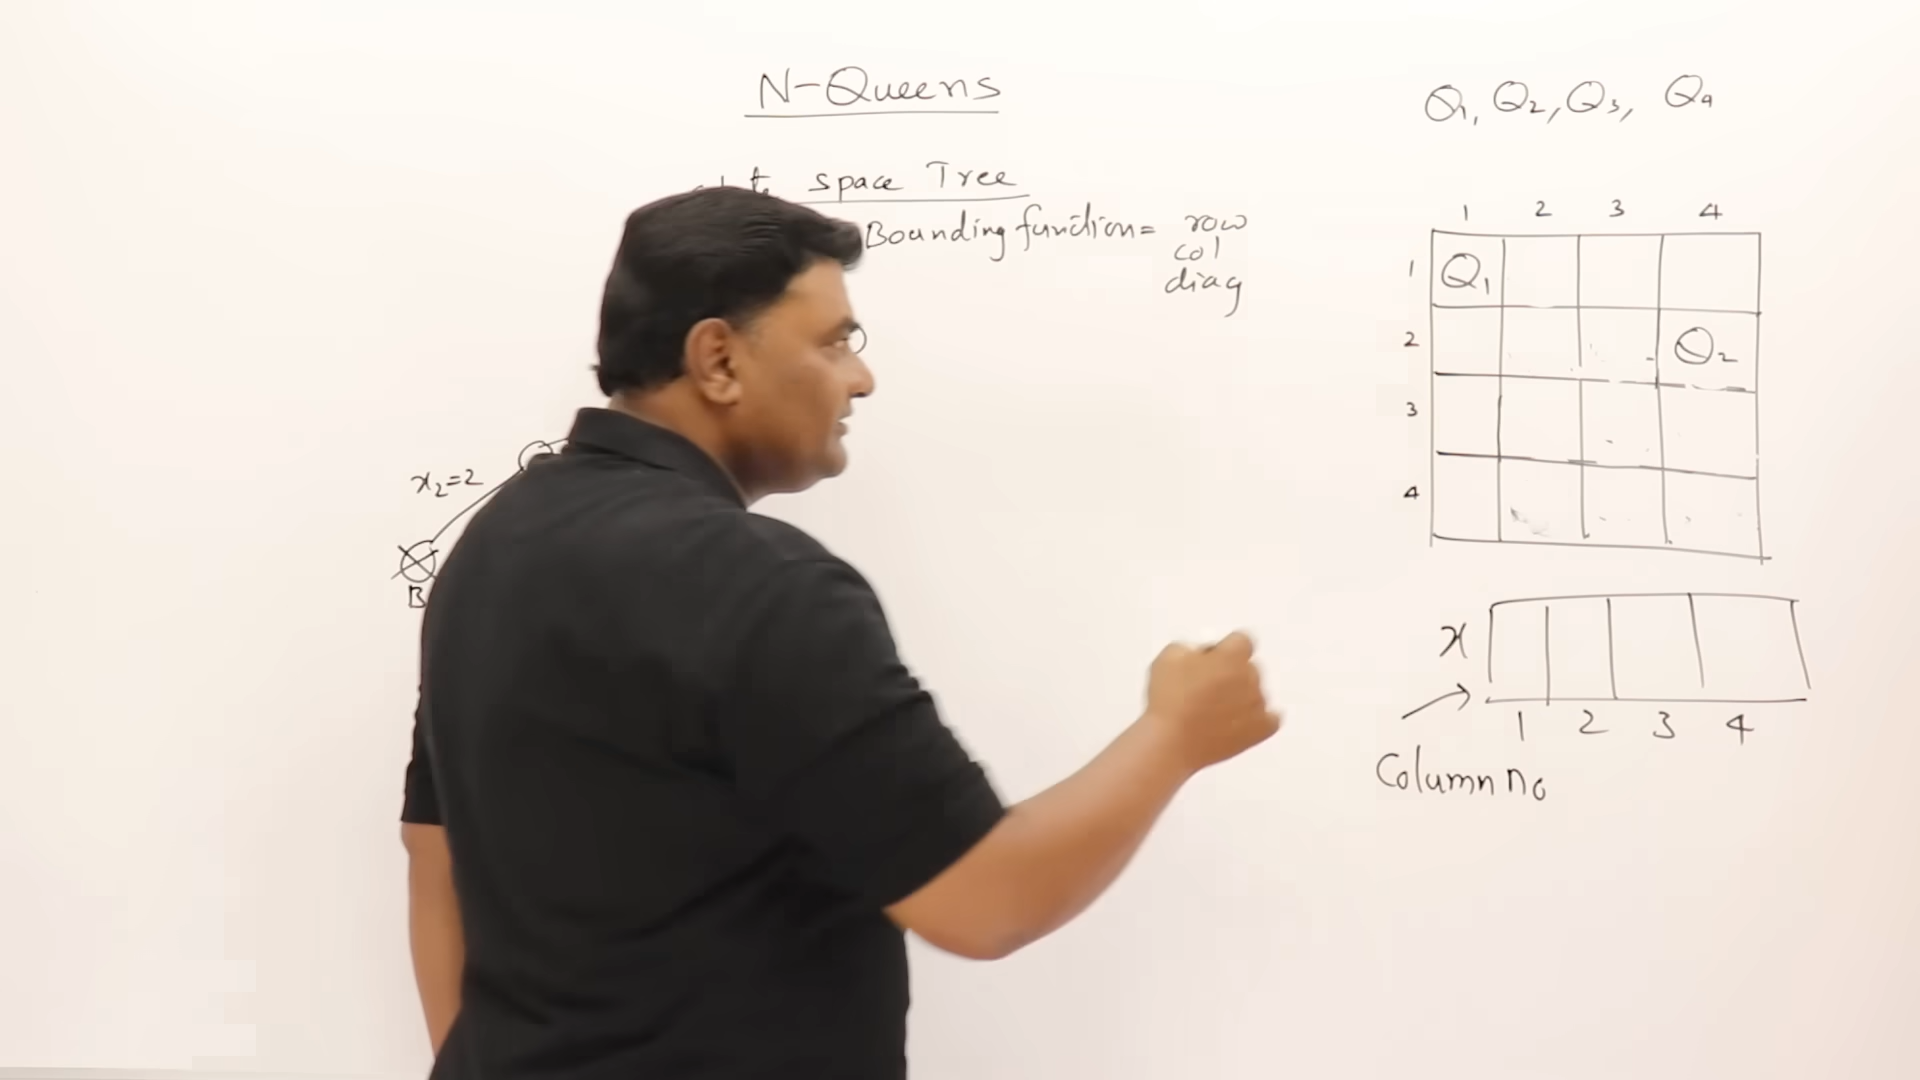 N-Queens
space Tree
Bounding function = row
col
diag
x2=2
B
Q1, Q2, Q3, Q4
1 2 3 4
1 Q1
2 Q2
3
4
x
1 2 3 4
Column no